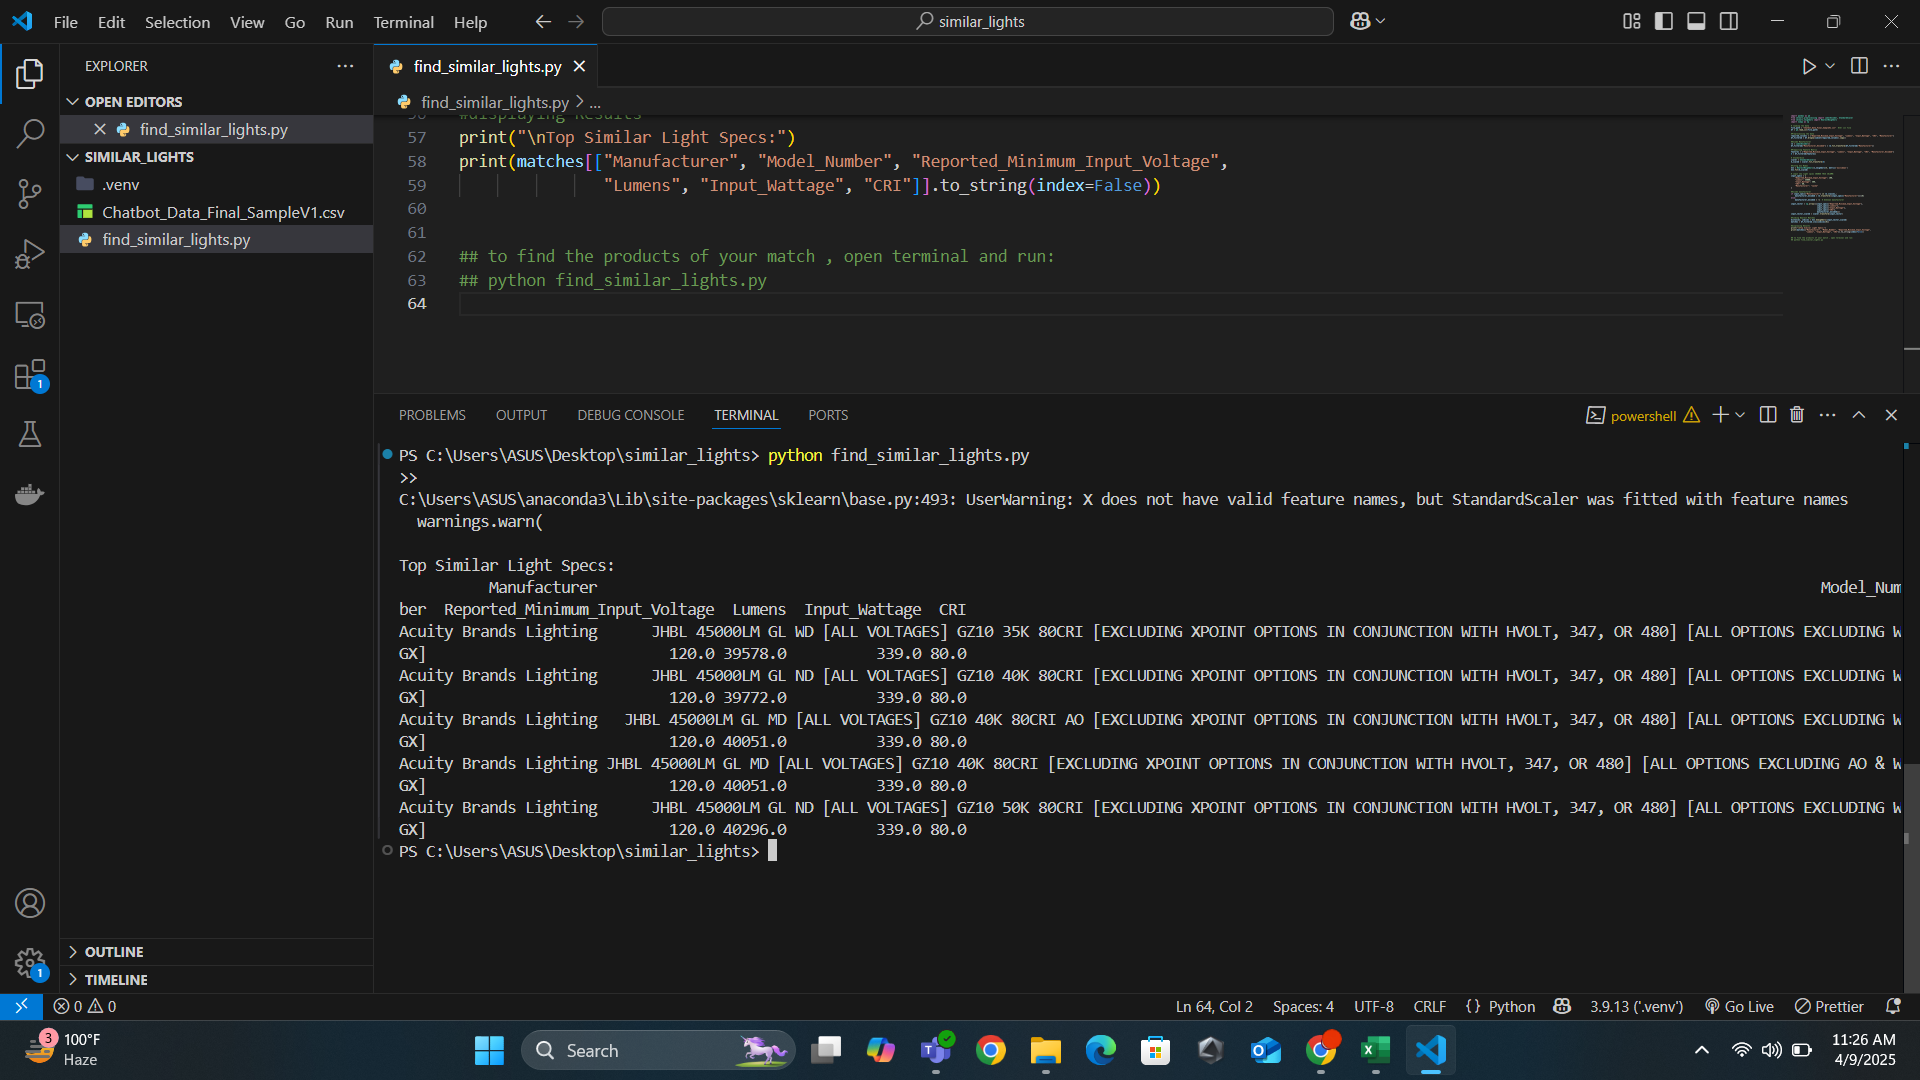 File Edit Selection View Go Run Terminal Help
similar_lights
EXPLORER
OPEN EDITORS
find_similar_lights.py
SIMILAR_LIGHTS
.venv
Chatbot_Data_Final_SampleV1.csv
find_similar_lights.py
OUTLINE
TIMELINE
1
1
find_similar_lights.py
find_similar_lights.py > ...
56 #displaying Results
57 print("\nTop Similar Light Specs:")
58 print(matches[["Manufacturer", "Model_Number", "Reported_Minimum_Input_Voltage",
59 "Lumens", "Input_Wattage", "CRI"]].to_string(index=False))
60
61
62 ## to find the products of your match , open terminal and run:
63 ## python find_similar_lights.py
64
PROBLEMS OUTPUT DEBUG CONSOLE TERMINAL PORTS
powershell
PS C:\Users\ASUS\Desktop\similar_lights> python find_similar_lights.py
>>
C:\Users\ASUS\anaconda3\Lib\site-packages\sklearn\base.py:493: UserWarning: X does not have valid feature names, but StandardScaler was fitted with feature names
warnings.warn(
Top Similar Light Specs:
Manufacturer Model_Num
ber Reported_Minimum_Input_Voltage Lumens Input_Wattage CRI
Acuity Brands Lighting JHBL 45000LM GL WD [ALL VOLTAGES] GZ10 35K 80CRI [EXCLUDING XPOINT OPTIONS IN CONJUNCTION WITH HVOLT, 347, OR 480] [ALL OPTIONS EXCLUDING W
GX] 120.0 39578.0 339.0 80.0
Acuity Brands Lighting JHBL 45000LM GL ND [ALL VOLTAGES] GZ10 40K 80CRI [EXCLUDING XPOINT OPTIONS IN CONJUNCTION WITH HVOLT, 347, OR 480] [ALL OPTIONS EXCLUDING W
GX] 120.0 39772.0 339.0 80.0
Acuity Brands Lighting JHBL 45000LM GL MD [ALL VOLTAGES] GZ10 40K 80CRI AO [EXCLUDING XPOINT OPTIONS IN CONJUNCTION WITH HVOLT, 347, OR 480] [ALL OPTIONS EXCLUDING W
GX] 120.0 40051.0 339.0 80.0
Acuity Brands Lighting JHBL 45000LM GL MD [ALL VOLTAGES] GZ10 40K 80CRI [EXCLUDING XPOINT OPTIONS IN CONJUNCTION WITH HVOLT, 347, OR 480] [ALL OPTIONS EXCLUDING AO & W
GX] 120.0 40051.0 339.0 80.0
Acuity Brands Lighting JHBL 45000LM GL ND [ALL VOLTAGES] GZ10 50K 80CRI [EXCLUDING XPOINT OPTIONS IN CONJUNCTION WITH HVOLT, 347, OR 480] [ALL OPTIONS EXCLUDING W
GX] 120.0 40296.0 339.0 80.0
PS C:\Users\ASUS\Desktop\similar_lights>
0 0 Ln 64, Col 2 Spaces: 4 UTF-8 CRLF {} Python 3.9.13 ('.venv') Go Live Prettier
3 100°F
Haze
Search
11:26 AM
4/9/2025